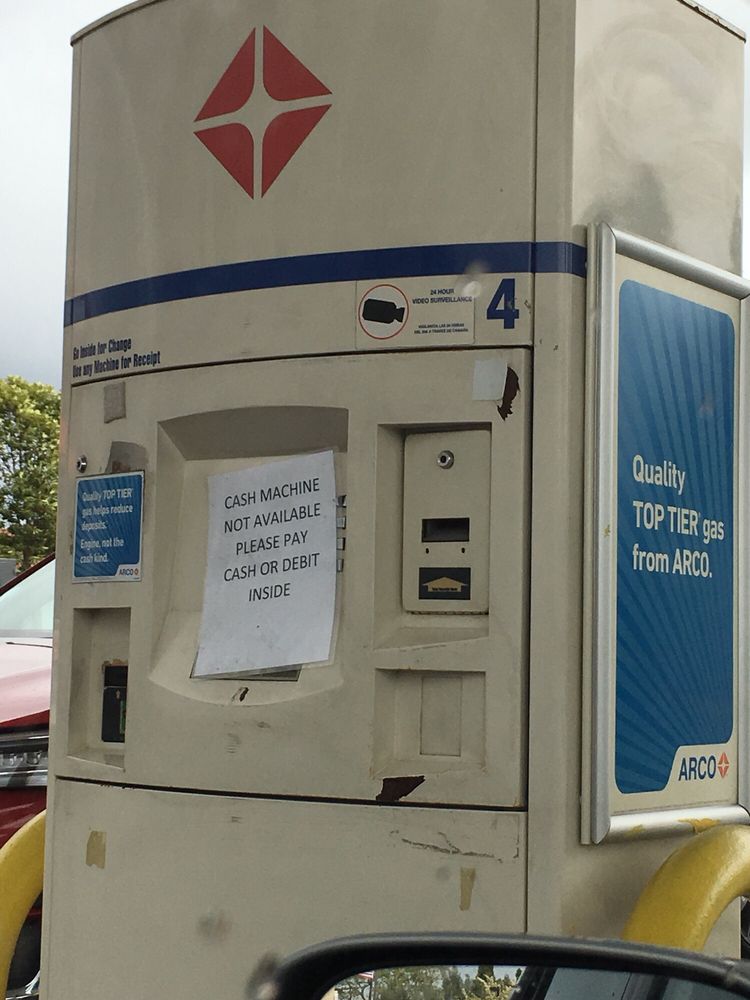 24 HOUR
VIDEO SURVEILLANCE
4
Go Inside for Change
Use any Machine for Receipt
Quality TOP TIER
gas helps reduce
deposits.
Engine, not the
cash kind.
ARCO
CASH MACHINE
NOT AVAILABLE
PLEASE PAY
CASH OR DEBIT
INSIDE
Quality
TOP TIER® gas
from ARCO.
ARCO